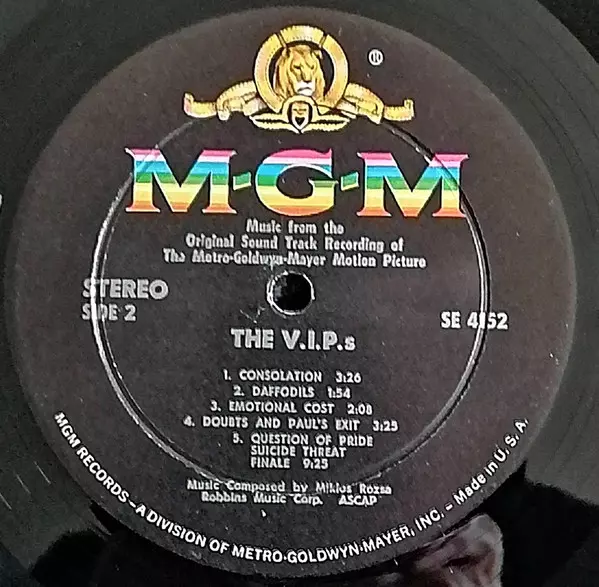 ®
M-G-M
Music from the
Original Sound Track Recording of
The Metro-Goldwyn-Mayer Motion Picture
STEREO
SIDE 2
SE 4152
THE V.I.P.s
1. CONSOLATION 3:26
2. DAFFODILS 1:54
3. EMOTIONAL COST 2:08
4. DOUBTS AND PAUL'S EXIT 3:25
5. QUESTION OF PRIDE
SUICIDE THREAT
FINALE 9:25
Music Composed by Miklos Rozsa
Robbins Music Corp. ASCAP
MGM RECORDS – A DIVISION OF METRO-GOLDWYN-MAYER, INC. – Made in U.S.A.